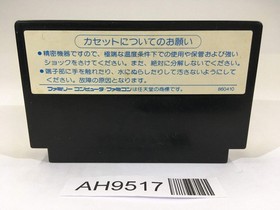 カセットについてのお願い
●精密機器ですので、極端な温度条件下での使用や保管および強い
ショックをさけてください。また、絶対に分解しないでください。
●端子部に手を触れたり、水にぬらしたりして汚さないようにして
ください。故障の原因となります。
ファミリーコンピュータ・ファミコンは任天堂の商標です。
AH9517